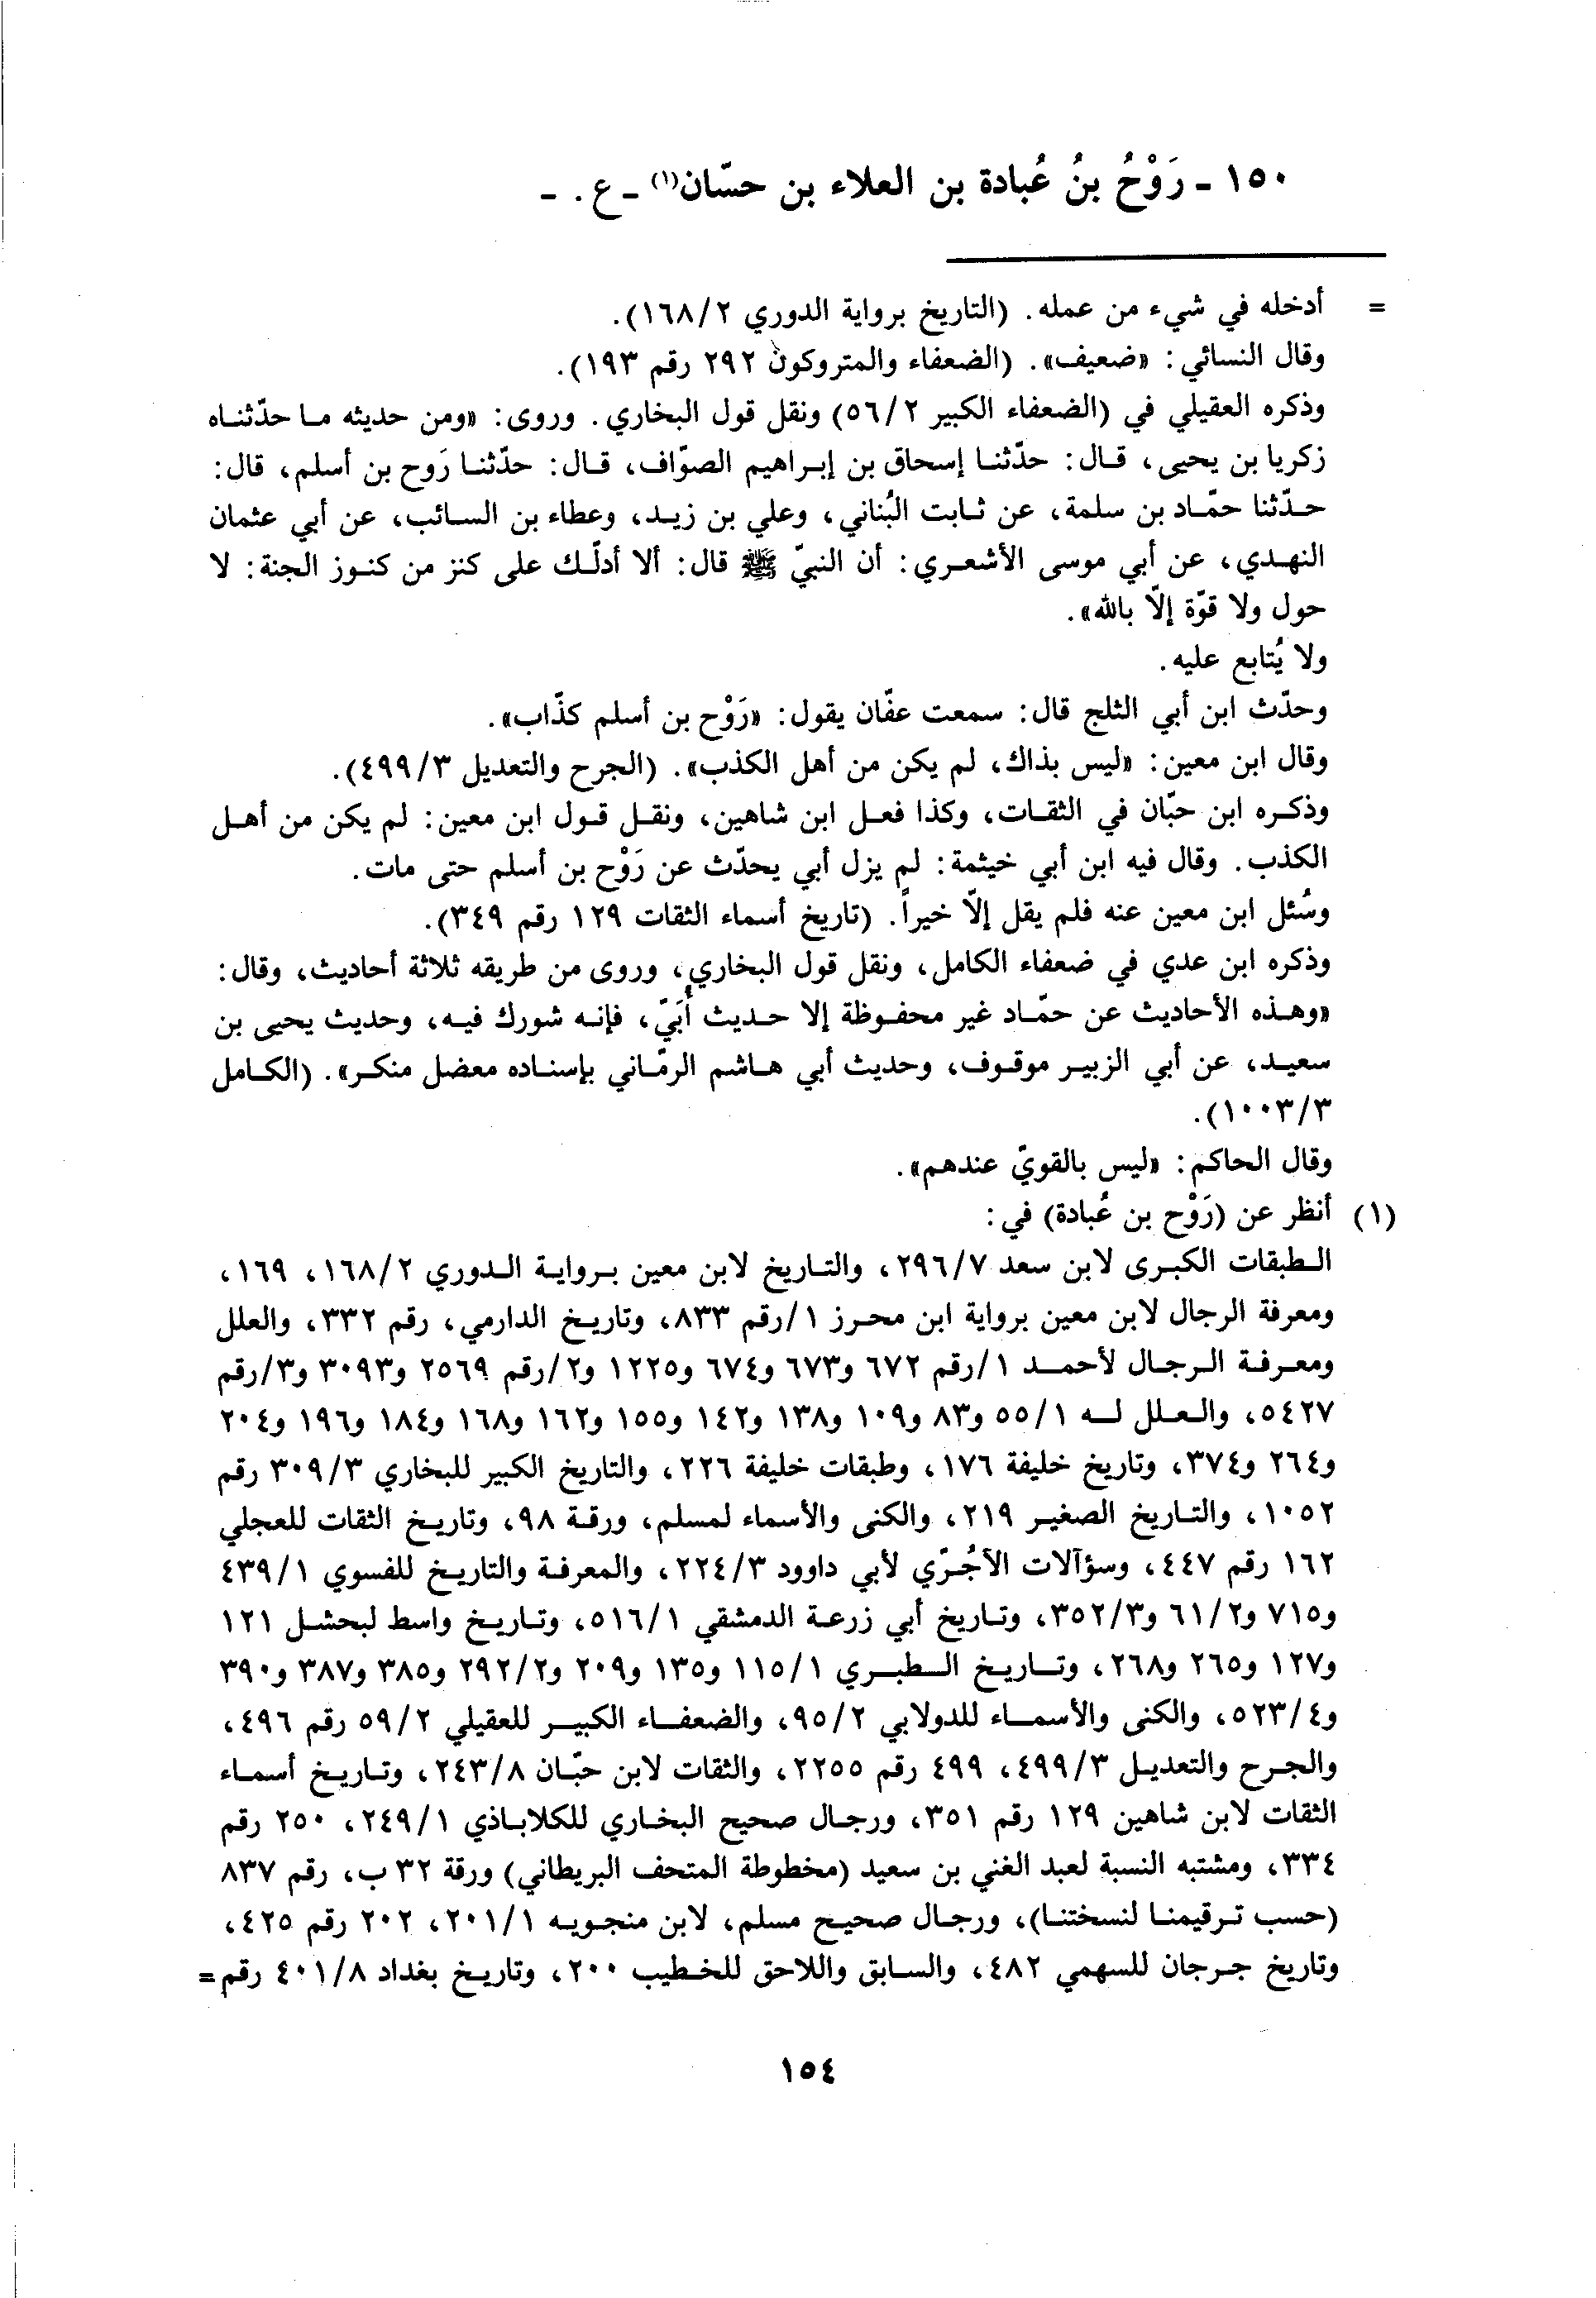 ١٥٠ - رَوْحُ بنُ عُبادة بن العلاء بن حسّان(١) - ع. -
= أدخله في شيء من عمله. (التاريخ برواية الدوري ١٦٨/٢).
وقال النسائي: «ضعيف». (الضعفاء والمتروكون ٢٩٢ رقم ١٩٣).
وذكره العقيلي في (الضعفاء الكبير ٥٦/٢) ونقل قول البخاري. وروى: «ومن حديثه ما حدّثناه
زكريا بن يحيى، قال: حدّثنا إسحاق بن إبراهيم الصوّاف، قال: حدّثنا رَوح بن أسلم، قال:
حدّثنا حمّاد بن سلمة، عن ثابت البُناني، وعلي بن زيد، وعطاء بن السائب، عن أبي عثمان
النهدي، عن أبي موسى الأشعري: أن النبيّ ﷺ قال: ألا أدلّك على كنز من كنوز الجنة: لا
حول ولا قوّة إلّا بالله».
ولا يُتابع عليه.
وحدّث ابن أبي الثلج قال: سمعت عفّان يقول: «رَوْح بن أسلم كذّاب».
وقال ابن معين: «ليس بذاك، لم يكن من أهل الكذب». (الجرح والتعديل ٤٩٩/٣).
وذكره ابن حبّان في الثقات، وكذا فعل ابن شاهين، ونقل قول ابن معين: لم يكن من أهل
الكذب. وقال فيه ابن أبي خيثمة: لم يزل أبي يحدّث عن رَوْح بن أسلم حتى مات.
وسُئل ابن معين عنه فلم يقل إلّا خيراً. (تاريخ أسماء الثقات ١٢٩ رقم ٣٤٩).
وذكره ابن عدي في ضعفاء الكامل، ونقل قول البخاري، وروى من طريقه ثلاثة أحاديث، وقال:
«وهذه الأحاديث عن حمّاد غير محفوظة إلا حديث أُبَيّ، فإنه شورك فيه، وحديث يحيى بن
سعيد، عن أبي الزبير موقوف، وحديث أبي هاشم الرمّاني بإسناده معضل منكر». (الكامل
١٠٠٣/٣).
وقال الحاكم: «ليس بالقويّ عندهم».
(١) أنظر عن (رَوْح بن عُبادة) في:
الطبقات الكبرى لابن سعد ٢٩٦/٧، والتاريخ لابن معين برواية الدوري ١٦٨/٢، ١٦٩،
ومعرفة الرجال لابن معين برواية ابن محرز ١/رقم ٨٣٣، وتاريخ الدارمي، رقم ٣٣٢، والعلل
ومعرفة الرجال لأحمد ١/رقم ٦٧٢ و٦٧٣ و٦٧٤ و١٢٢٥ و٢/رقم ٢٥٦٩ و٣٠٩٣ و٣/رقم
٥٤٢٧، والعلل له ٥٥/١ و٨٣ و١٠٩ و١٣٨ و١٤٢ و١٥٥ و١٦٢ و١٦٨ و١٨٤ و١٩٦ و٢٠٤
و٢٦٤ و٣٧٤، وتاريخ خليفة ١٧٦، وطبقات خليفة ٢٢٦، والتاريخ الكبير للبخاري ٣٠٩/٣ رقم
١٠٥٢، والتاريخ الصغير ٢١٩، والكنى والأسماء لمسلم، ورقة ٩٨، وتاريخ الثقات للعجلي
١٦٢ رقم ٤٤٧، وسؤآلات الآجُرّي لأبي داوود ٢٢٤/٣، والمعرفة والتاريخ للفسوي ٤٣٩/١
و٧١٥ و٦١/٢ و٣٥٢/٣، وتاريخ أبي زرعة الدمشقي ٥١٦/١، وتاريخ واسط لبحشل ١٢١
و١٢٧ و٢٦٥ و٢٦٨، وتاريخ الطبري ١١٥/١ و١٣٥ و٢٠٩ و٢٩٢/٢ و٣٨٥ و٣٨٧ و٣٩٠
و٥٢٣/٤، والكنى والأسماء للدولابي ٩٥/٢، والضعفاء الكبير للعقيلي ٥٩/٢ رقم ٤٩٦،
والجرح والتعديل ٤٩٩/٣، ٤٩٩ رقم ٢٢٥٥، والثقات لابن حبّان ٢٤٣/٨، وتاريخ أسماء
الثقات لابن شاهين ١٢٩ رقم ٣٥١، ورجال صحيح البخاري للكلاباذي ٢٤٩/١، ٢٥٠ رقم
٣٣٤، ومشتبه النسبة لعبد الغني بن سعيد (مخطوطة المتحف البريطاني) ورقة ٣٢ ب، رقم ٨٣٧
(حسب ترقيمنا لنسختنا)، ورجال صحيح مسلم، لابن منجويه ٢٠١/١، ٢٠٢ رقم ٤٢٥،
وتاريخ جرجان للسهمي ٤٨٢، والسابق واللاحق للخطيب ٢٠٠، وتاريخ بغداد ٤٠١/٨ رقم =
١٥٤